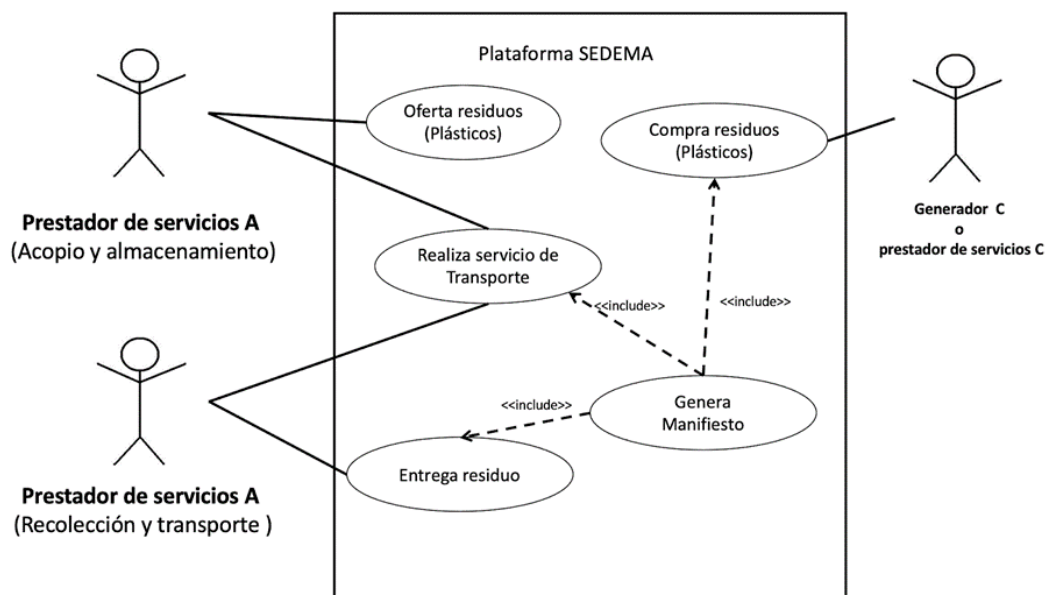 Plataforma SEDEMA
Oferta residuos
(Plásticos)
Compra residuos
(Plásticos)
Prestador de servicios A
(Acopio y almacenamiento)
Generador C
o
prestador de servicios C
Realiza servicio de
Transporte
<<include>>
<<include>>
Genera
Manifiesto
<<include>>
Entrega residuo
Prestador de servicios A
(Recolección y transporte )